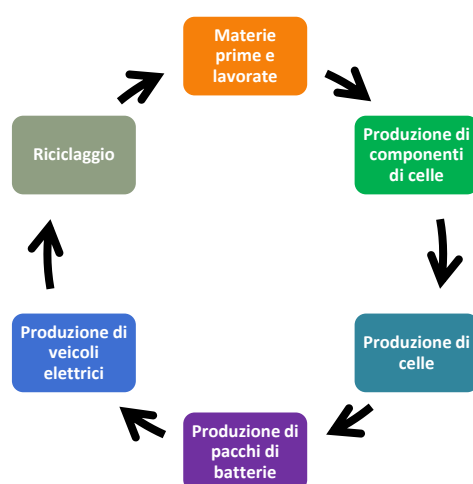 Materie
prime e
lavorate
Produzione di
componenti
di celle
Produzione di
celle
Produzione di
pacchi di
batterie
Produzione di
veicoli
elettrici
Riciclaggio